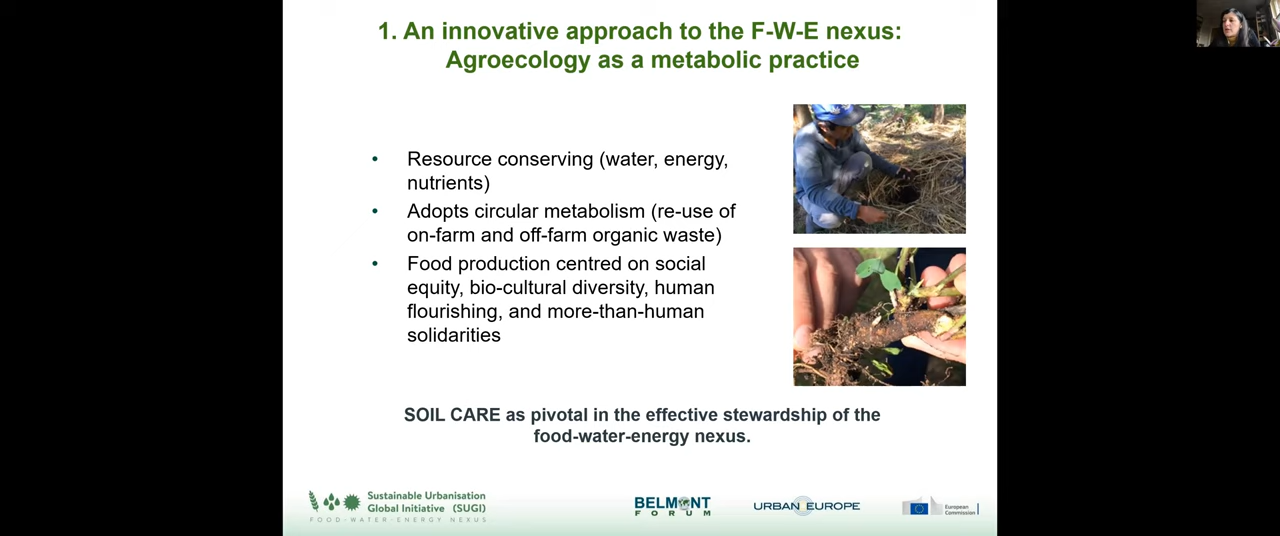 1. An innovative approach to the F-W-E nexus:
Agroecology as a metabolic practice
• Resource conserving (water, energy,
nutrients)
• Adopts circular metabolism (re-use of
on-farm and off-farm organic waste)
• Food production centred on social
equity, bio-cultural diversity, human
flourishing, and more-than-human
solidarities
SOIL CARE as pivotal in the effective stewardship of the
food-water-energy nexus.
Sustainable Urbanisation
Global Initiative (SUGI)
FOOD-WATER-ENERGY NEXUS
BELMONT
FORUM
URBAN EUROPE
European
Commission